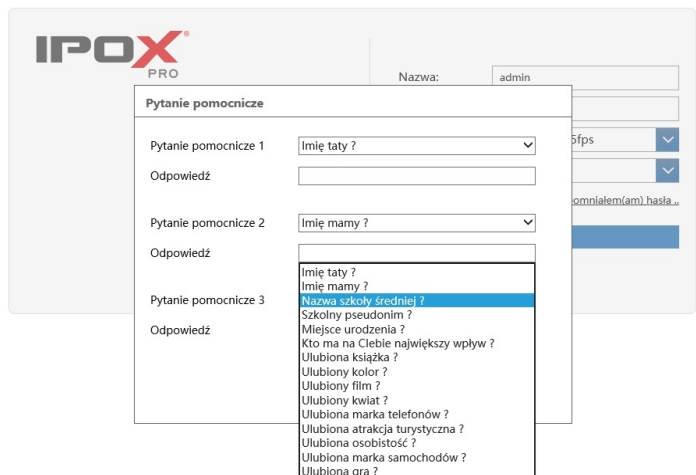 IPOX
PRO
Nazwa: admin
Pytanie pomocnicze
5fps
Pytanie pomocnicze 1 Imię taty ?
Odpowiedź
omniałem(am) hasła ..
Pytanie pomocnicze 2 Imię mamy ?
Odpowiedź
Imię taty ?
Imię mamy ?
Pytanie pomocnicze 3 Nazwa szkoły średniej ?
Szkolny pseudonim ?
Odpowiedź Miejsce urodzenia ?
Kto ma na CIebie największy wpływ ?
Ulubiona książka ?
Ulubiony kolor ?
Ulubiony film ?
Ulubiony kwiat ?
Ulubiona marka telefonów ?
Ulubiona atrakcja turystyczna ?
Ulubiona osobistość ?
Ulubiona marka samochodów ?
Ulubiona gra ?